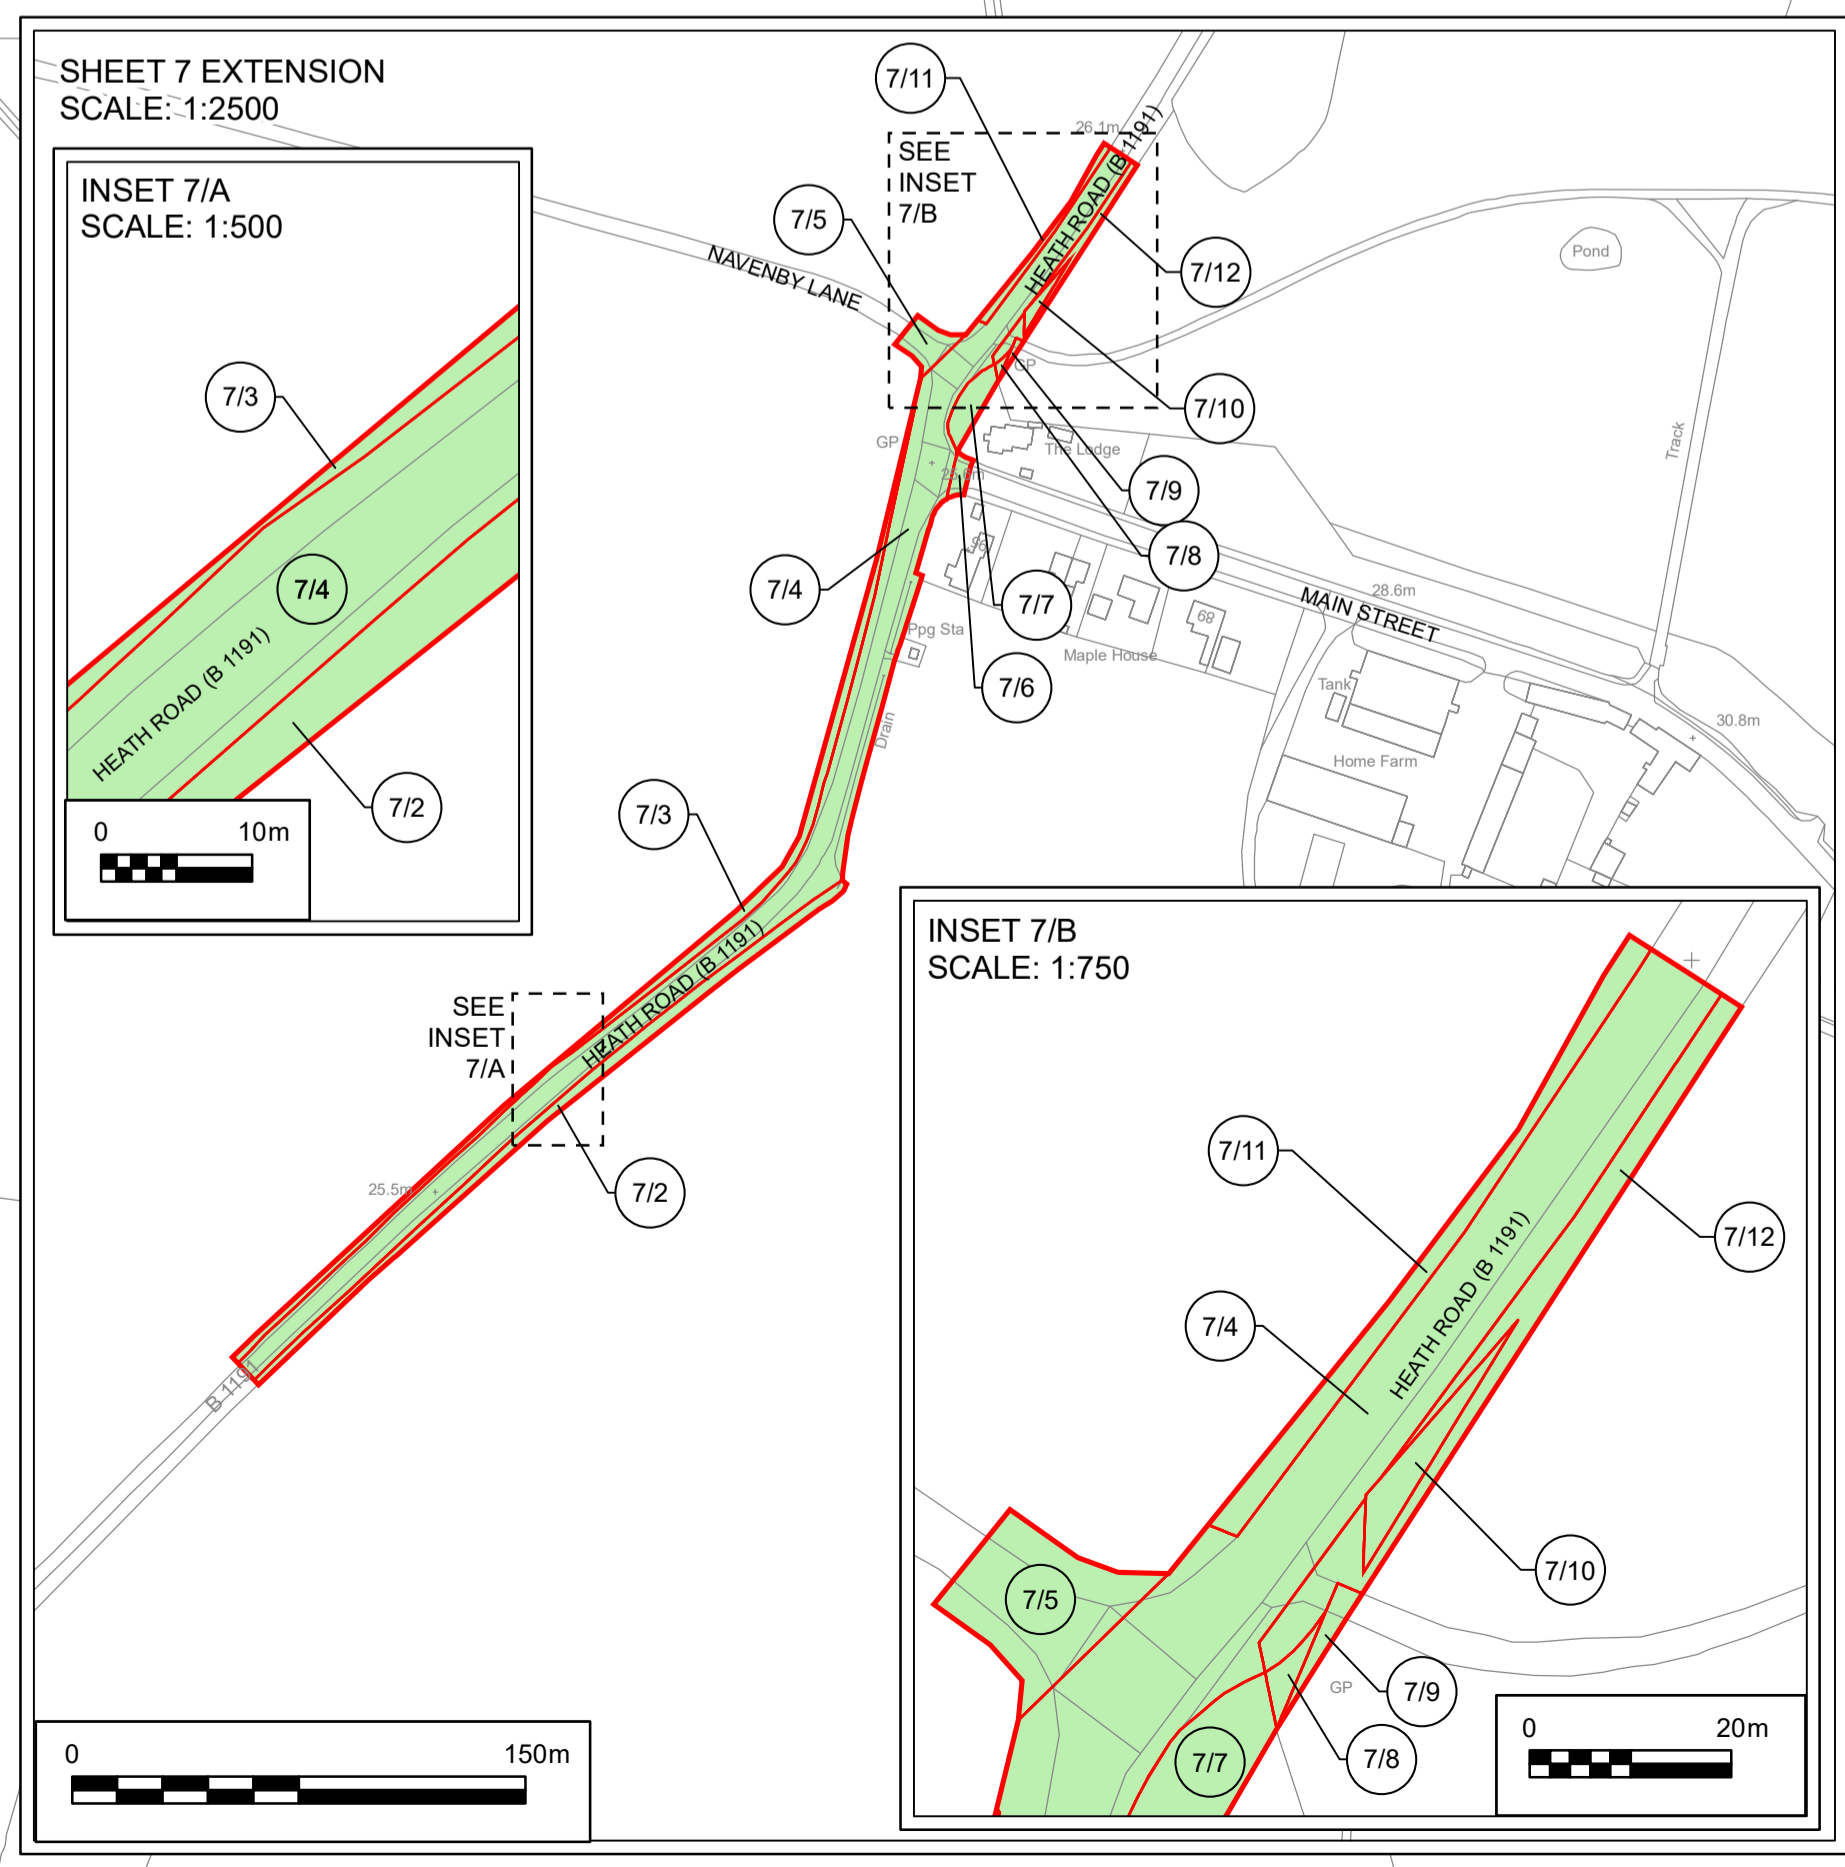 SHEET 7 EXTENSION
SCALE: 1:2500
INSET 7/A
SCALE: 1:500
7/3
7/4
HEATH ROAD (B 1191)
7/2
0 10m
7/11
26.1m
SEE
INSET
7/B
HEATH ROAD (B 1191)
7/5
NAVENBY LANE
7/12
Pond
GP
7/10
GP
The Lodge
Track
7/9
7/8
7/4
7/7
28.6m
MAIN STREET
Ppg Sta
Maple House
69
7/6
Tank
30.8m
Drain
Home Farm
7/3
HEATH ROAD (B 1191)
SEE
INSET
7/A
7/2
25.5m
B 1191
0 150m
INSET 7/B
SCALE: 1:750
7/11
7/12
HEATH ROAD (B 1191)
7/4
7/10
7/5
7/9
GP
7/8
7/7
0 20m